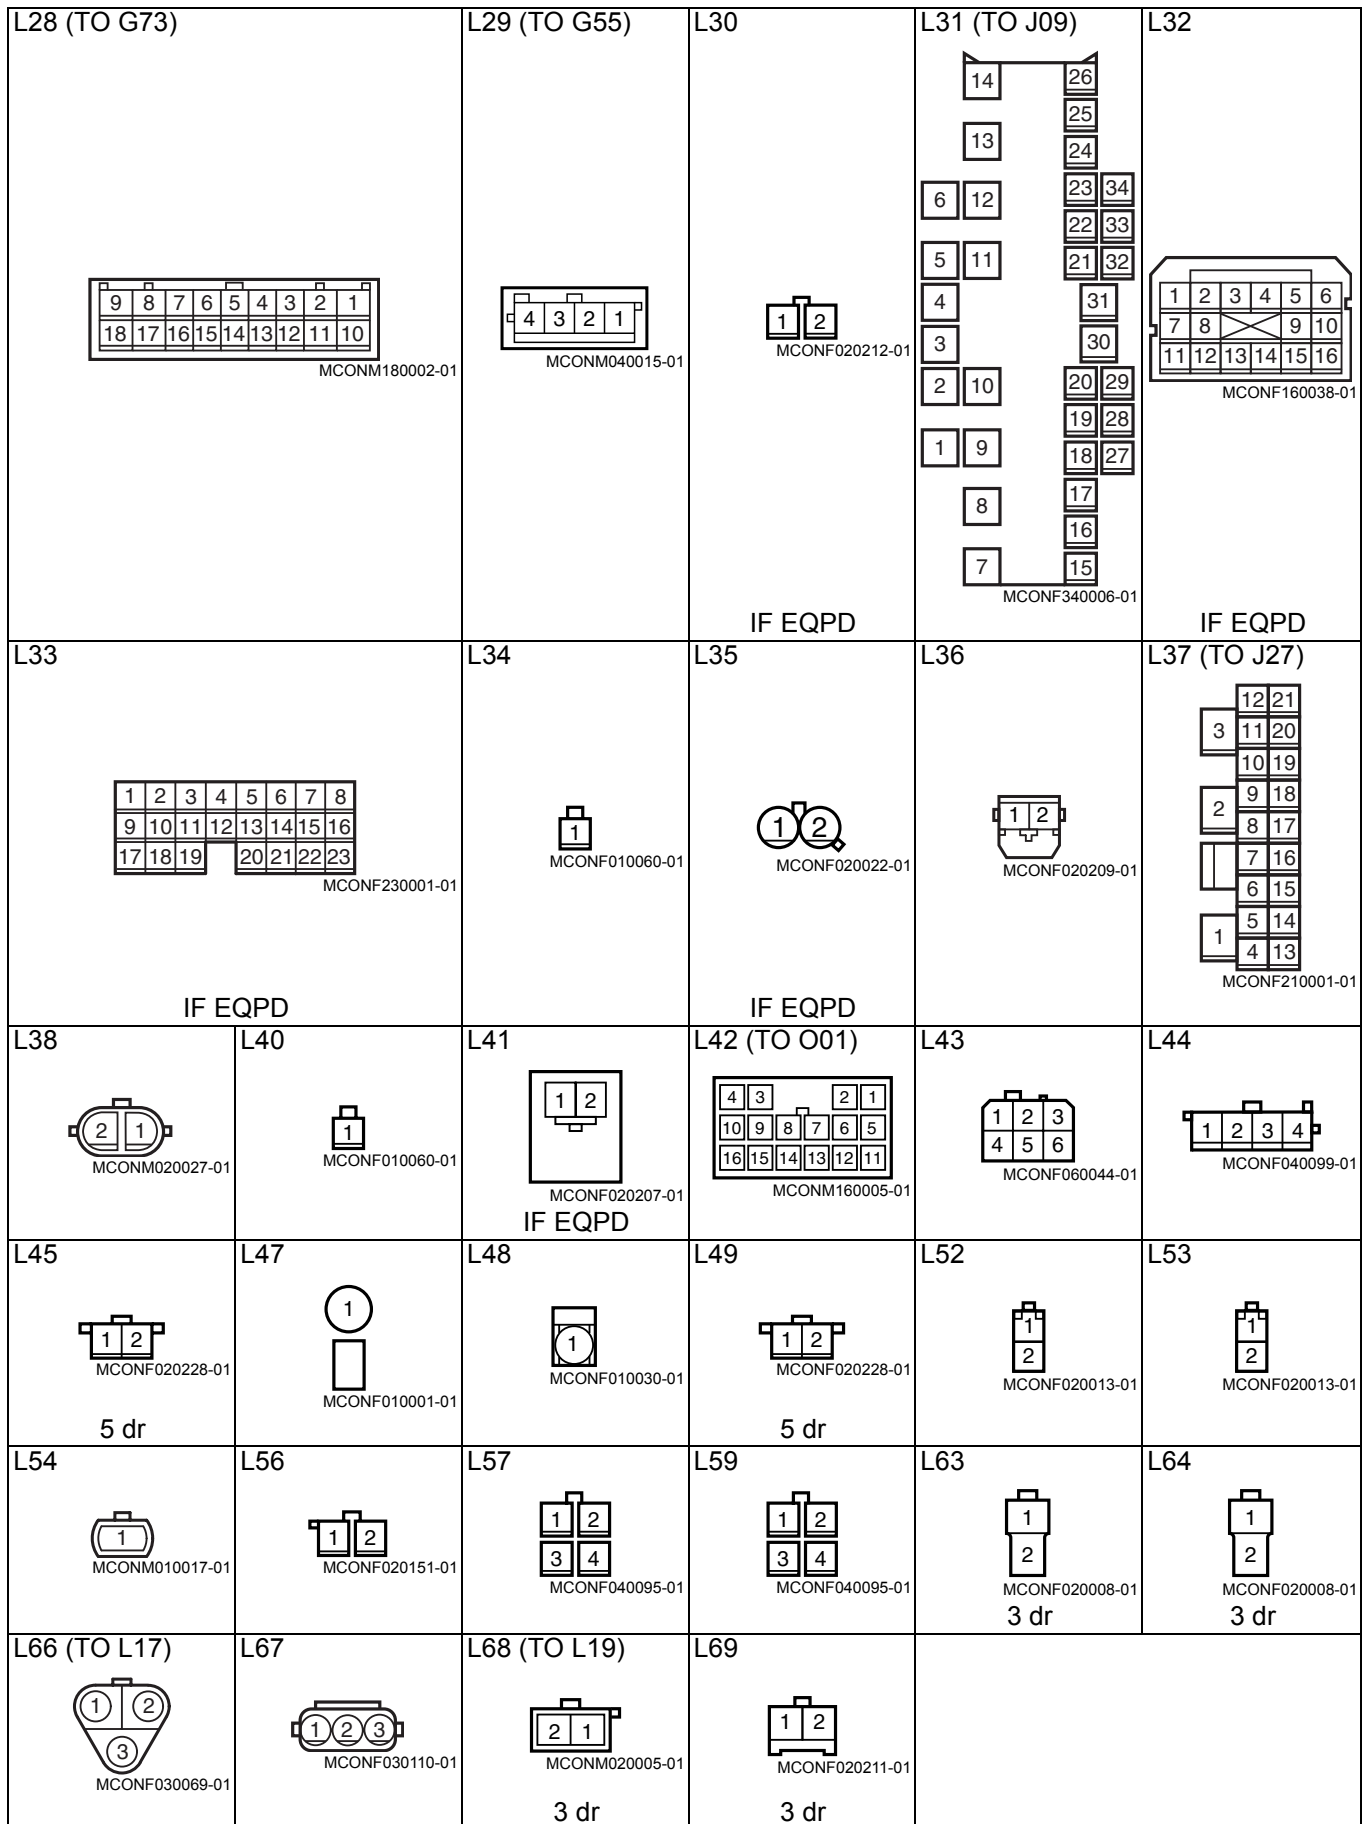 L28 (TO G73)
9 8 7 6 5 4 3 2 1
18 17 16 15 14 13 12 11 10
MCONM180002-01
L29 (TO G55)
4 3 2 1
MCONM040015-01
L30
1 2
MCONF020212-01
IF EQPD
L31 (TO J09)
14 26
25
13
24
23 34
6 12
22 33
5 11 21 32
4 31
3 30
2 10 20 29
19 28
1 9
18 27
17
8
16
7 15
MCONF340006-01
L32
1 2 3 4 5 6
7 8 9 10
11 12 13 14 15 16
MCONF160038-01
IF EQPD
L33
1 2 3 4 5 6 7 8
9 10 11 12 13 14 15 16
17 18 19 20 21 22 23
MCONF230001-01
IF EQPD
L34
1
MCONF010060-01
L35
1 2
MCONF020022-01
IF EQPD
L36
1 2
MCONF020209-01
L37 (TO J27)
12 21
3 11 20
10 19
9 18
2
8 17
7 16
6 15
5 14
1
4 13
MCONF210001-01
L38
2 1
MCONM020027-01
L40
1
MCONF010060-01
L41
1 2
MCONF020207-01
IF EQPD
L42 (TO O01)
4 3 2 1
10 9 8 7 6 5
16 15 14 13 12 11
MCONM160005-01
L43
1 2 3
4 5 6
MCONF060044-01
L44
1 2 3 4
MCONF040099-01
L45
1 2
MCONF020228-01
5 dr
L47
1
MCONF010001-01
L48
1
MCONF010030-01
L49
1 2
MCONF020228-01
5 dr
L52
1
2
MCONF020013-01
L53
1
2
MCONF020013-01
L54
1
MCONM010017-01
L56
1 2
MCONF020151-01
L57
1 2
3 4
MCONF040095-01
L59
1 2
3 4
MCONF040095-01
L63
1
2
MCONF020008-01
3 dr
L64
1
2
MCONF020008-01
3 dr
L66 (TO L17)
1 2
3
MCONF030069-01
L67
1 2 3
MCONF030110-01
L68 (TO L19)
2 1
MCONM020005-01
3 dr
L69
1 2
MCONF020211-01
3 dr